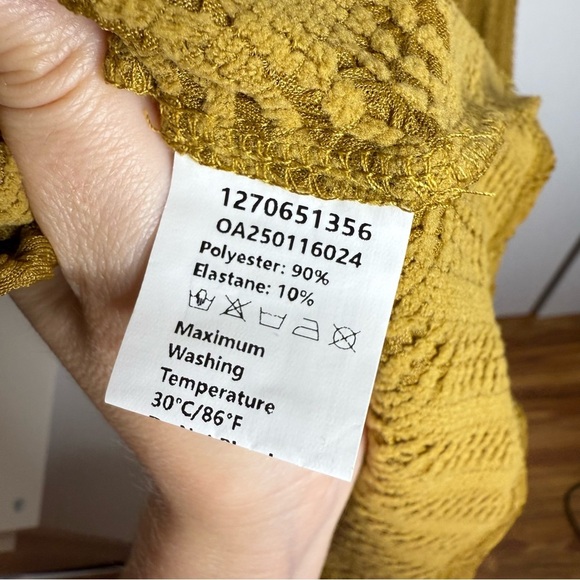 1270651356
OA250116024
Polyester: 90%
Elastane: 10%
Maximum
Washing
Temperature
30°C/86°F